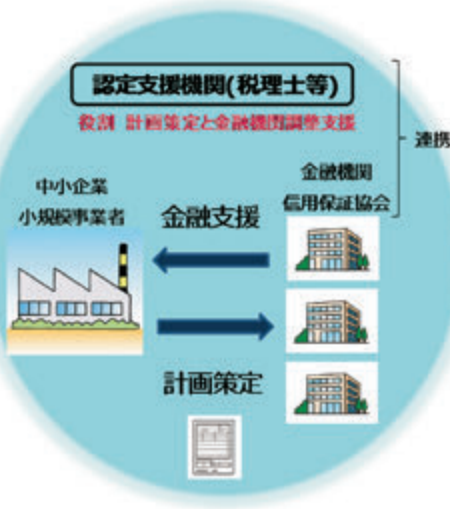 認定支援機関(税理士等)
役割 計画策定と金融機関調整支援
連携
中小企業
小規模事業者
金融支援
金融機関
信用保証協会
計画策定